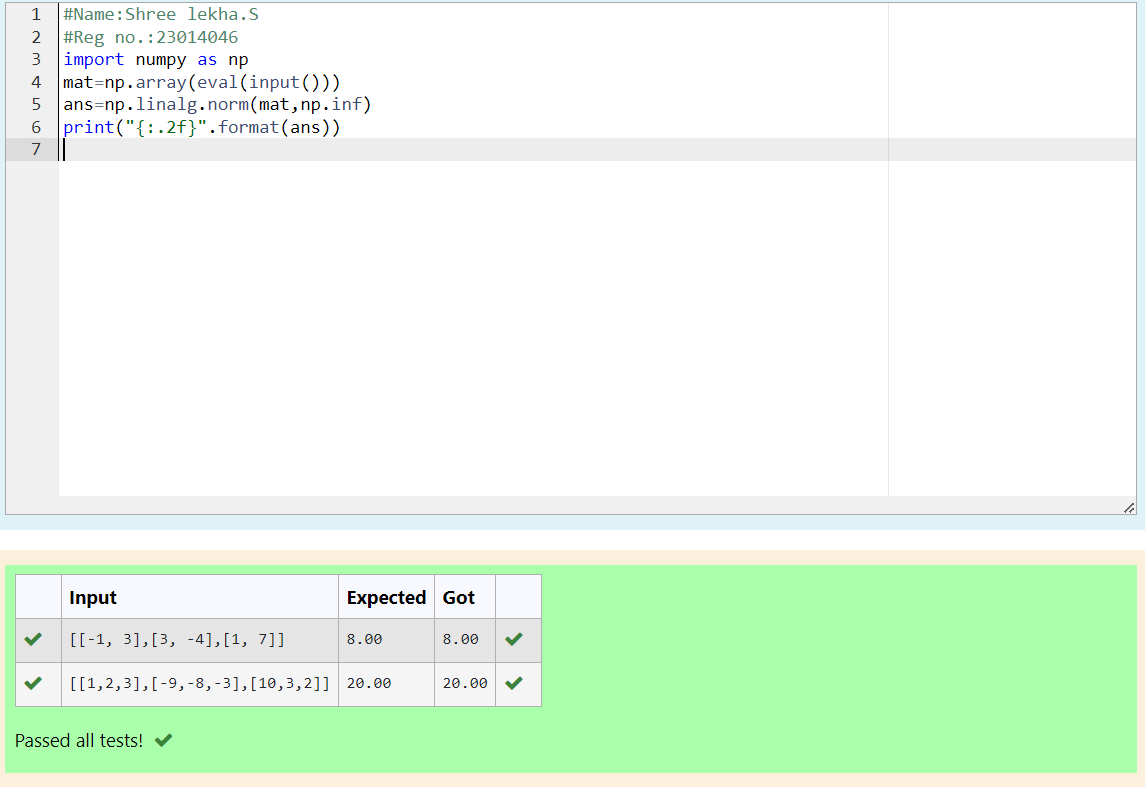 1 #Name:Shree lekha.S
2 #Reg no.:23014046
3 import numpy as np
4 mat=np.array(eval(input()))
5 ans=np.linalg.norm(mat,np.inf)
6 print("{:.2f}".format(ans))
7
Input Expected Got
[[-1, 3],[3, -4],[1, 7]] 8.00 8.00
[[1,2,3],[-9,-8,-3],[10,3,2]] 20.00 20.00
Passed all tests!